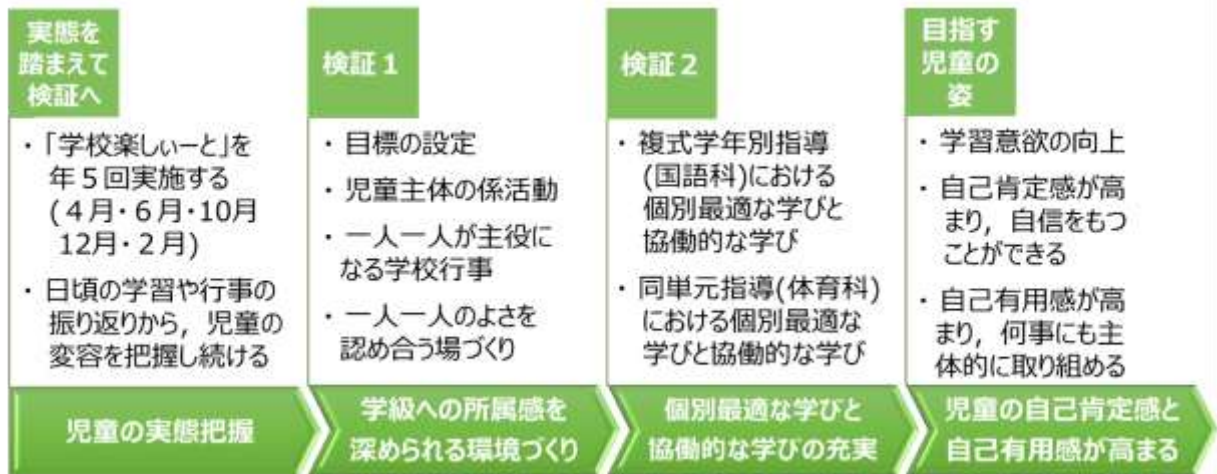 実態を
踏まえて
検証へ
・「学校楽しぃーと」を
年５回実施する
(４月・６月・10月
12月・２月)
・日頃の学習や行事の
振り返りから，児童の
変容を把握し続ける
児童の実態把握
検証１
・目標の設定
・児童主体の係活動
・一人一人が主役に
なる学校行事
・一人一人のよさを
認め合う場づくり
学級への所属感を
深められる環境づくり
検証２
・複式学年別指導
(国語科)における
個別最適な学びと
協働的な学び
・同単元指導(体育科)
における個別最適な
学びと協働的な学び
個別最適な学びと
協働的な学びの充実
目指す
児童の
姿
・学習意欲の向上
・自己肯定感が高
まり，自信をもつ
ことができる
・自己有用感が高
まり，何事にも主
体的に取り組める
児童の自己肯定感と
自己有用感が高まる